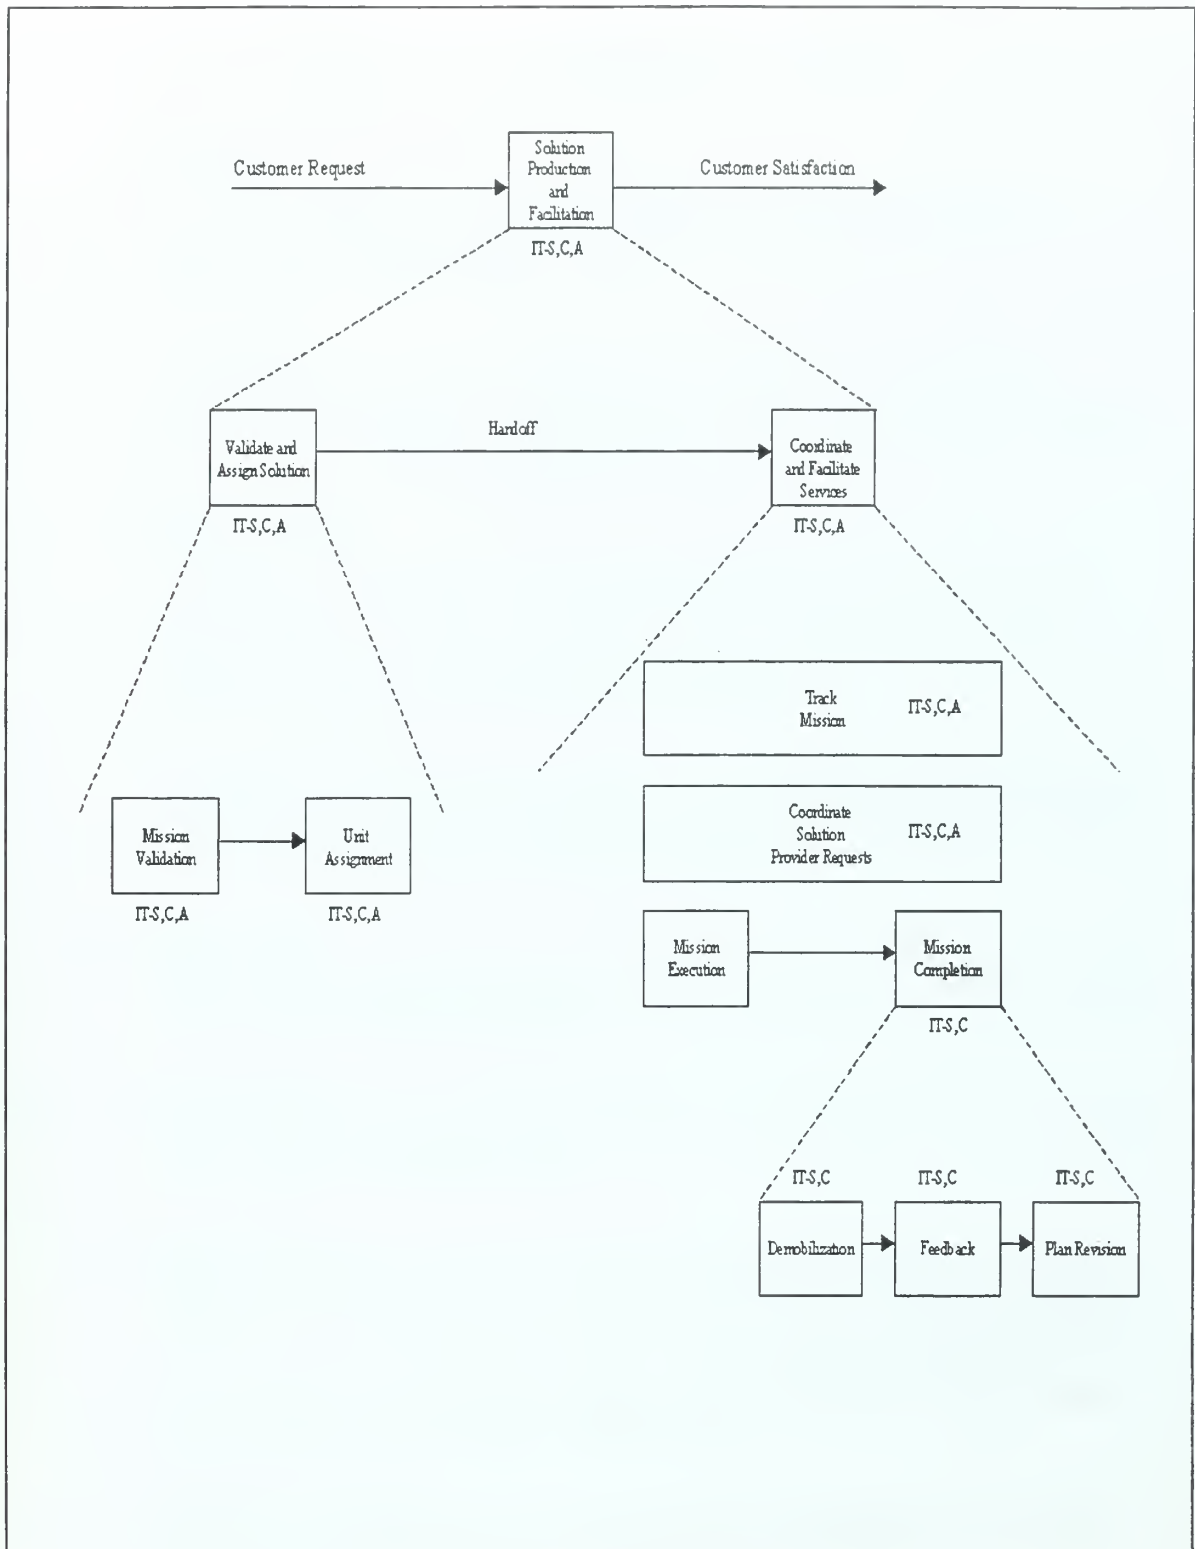 Solution
Production
and
Facilitation
Customer Request
Customer Satisfaction
IT-S,C,A
Validate and
Assign Solution
Handoff
Coordinate
and Facilitate
Services
IT-S,C,A
IT-S,C,A
Track
Mission
IT-S,C,A
Coordinate
Solution
Provider Requests
IT-S,C,A
Mission
Validation
Unit
Assignment
IT-S,C,A
IT-S,C,A
Mission
Execution
Mission
Completion
IT-S,C
IT-S,C
IT-S,C
IT-S,C
Demobilization
Feedback
Plan Revision